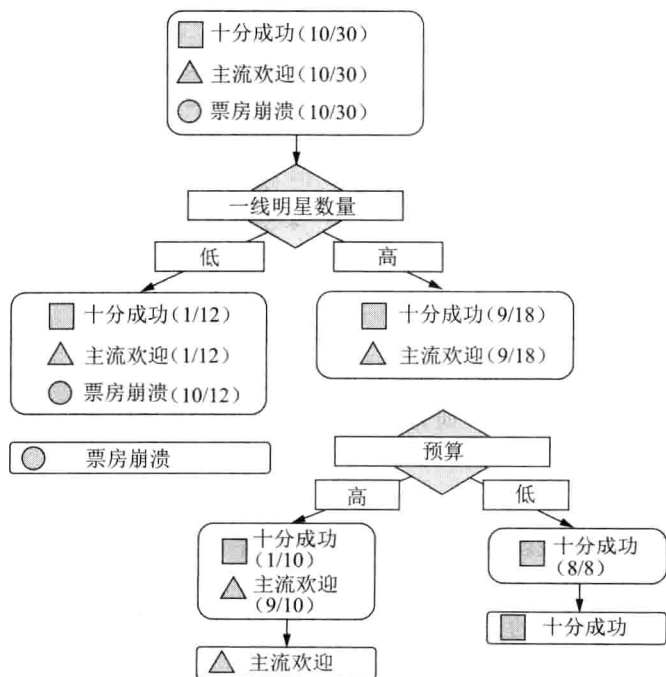 十分成功(10/30)
主流欢迎(10/30)
票房崩溃(10/30)
一线明星数量
低
高
十分成功(1/12)
主流欢迎(1/12)
票房崩溃(10/12)
十分成功(9/18)
主流欢迎(9/18)
票房崩溃
预算
高
低
十分成功
(1/10)
主流欢迎
(9/10)
十分成功
(8/8)
主流欢迎
十分成功